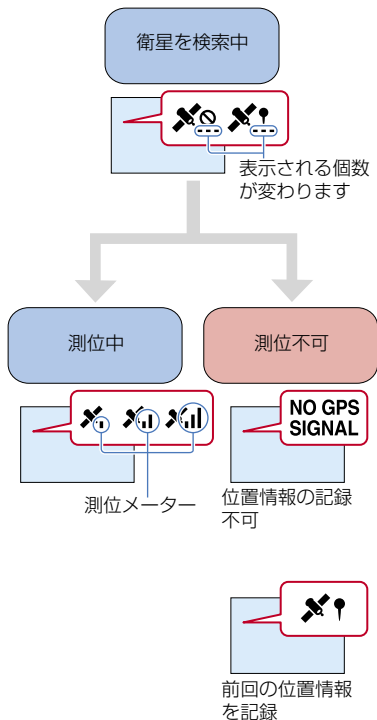 衛星を検索中
表示される個数
が変わります
測位中
測位不可
NO GPS
SIGNAL
測位メーター
位置情報の記録
不可
前回の位置情報
を記録